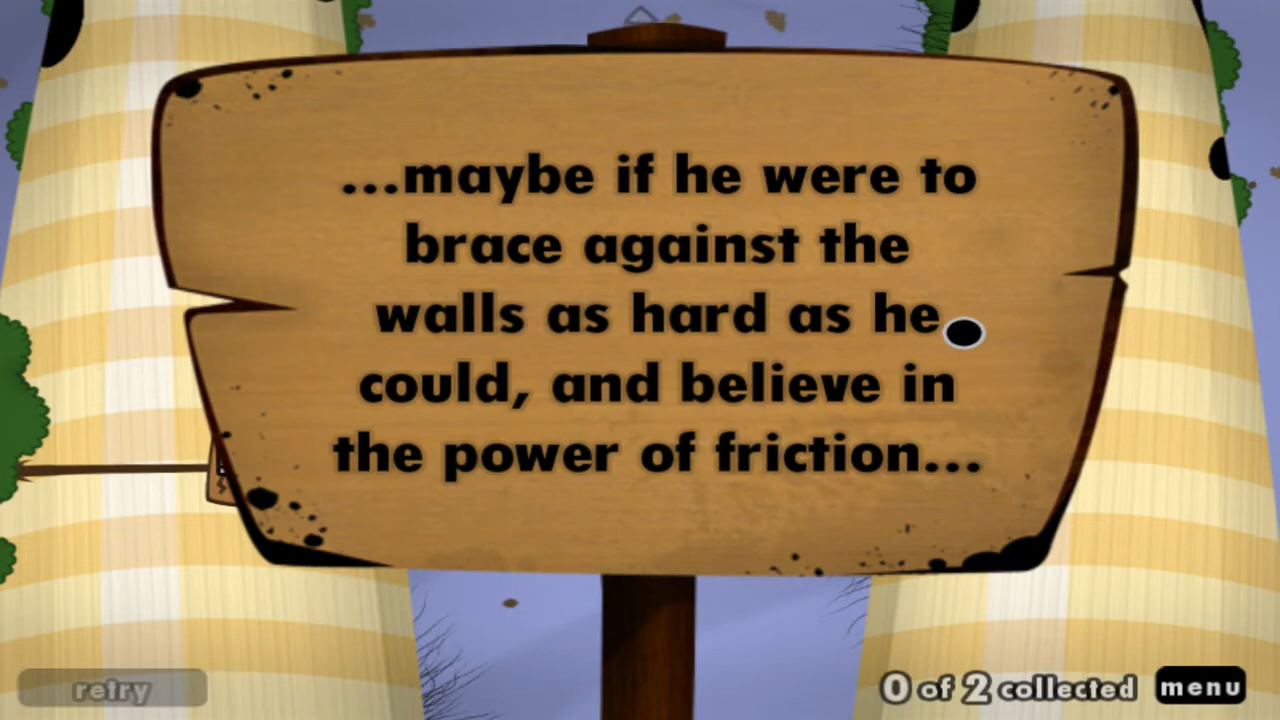 ...maybe if he were to
brace against the
walls as hard as he
could, and believe in
the power of friction...
retry
0 of 2 collected
menu